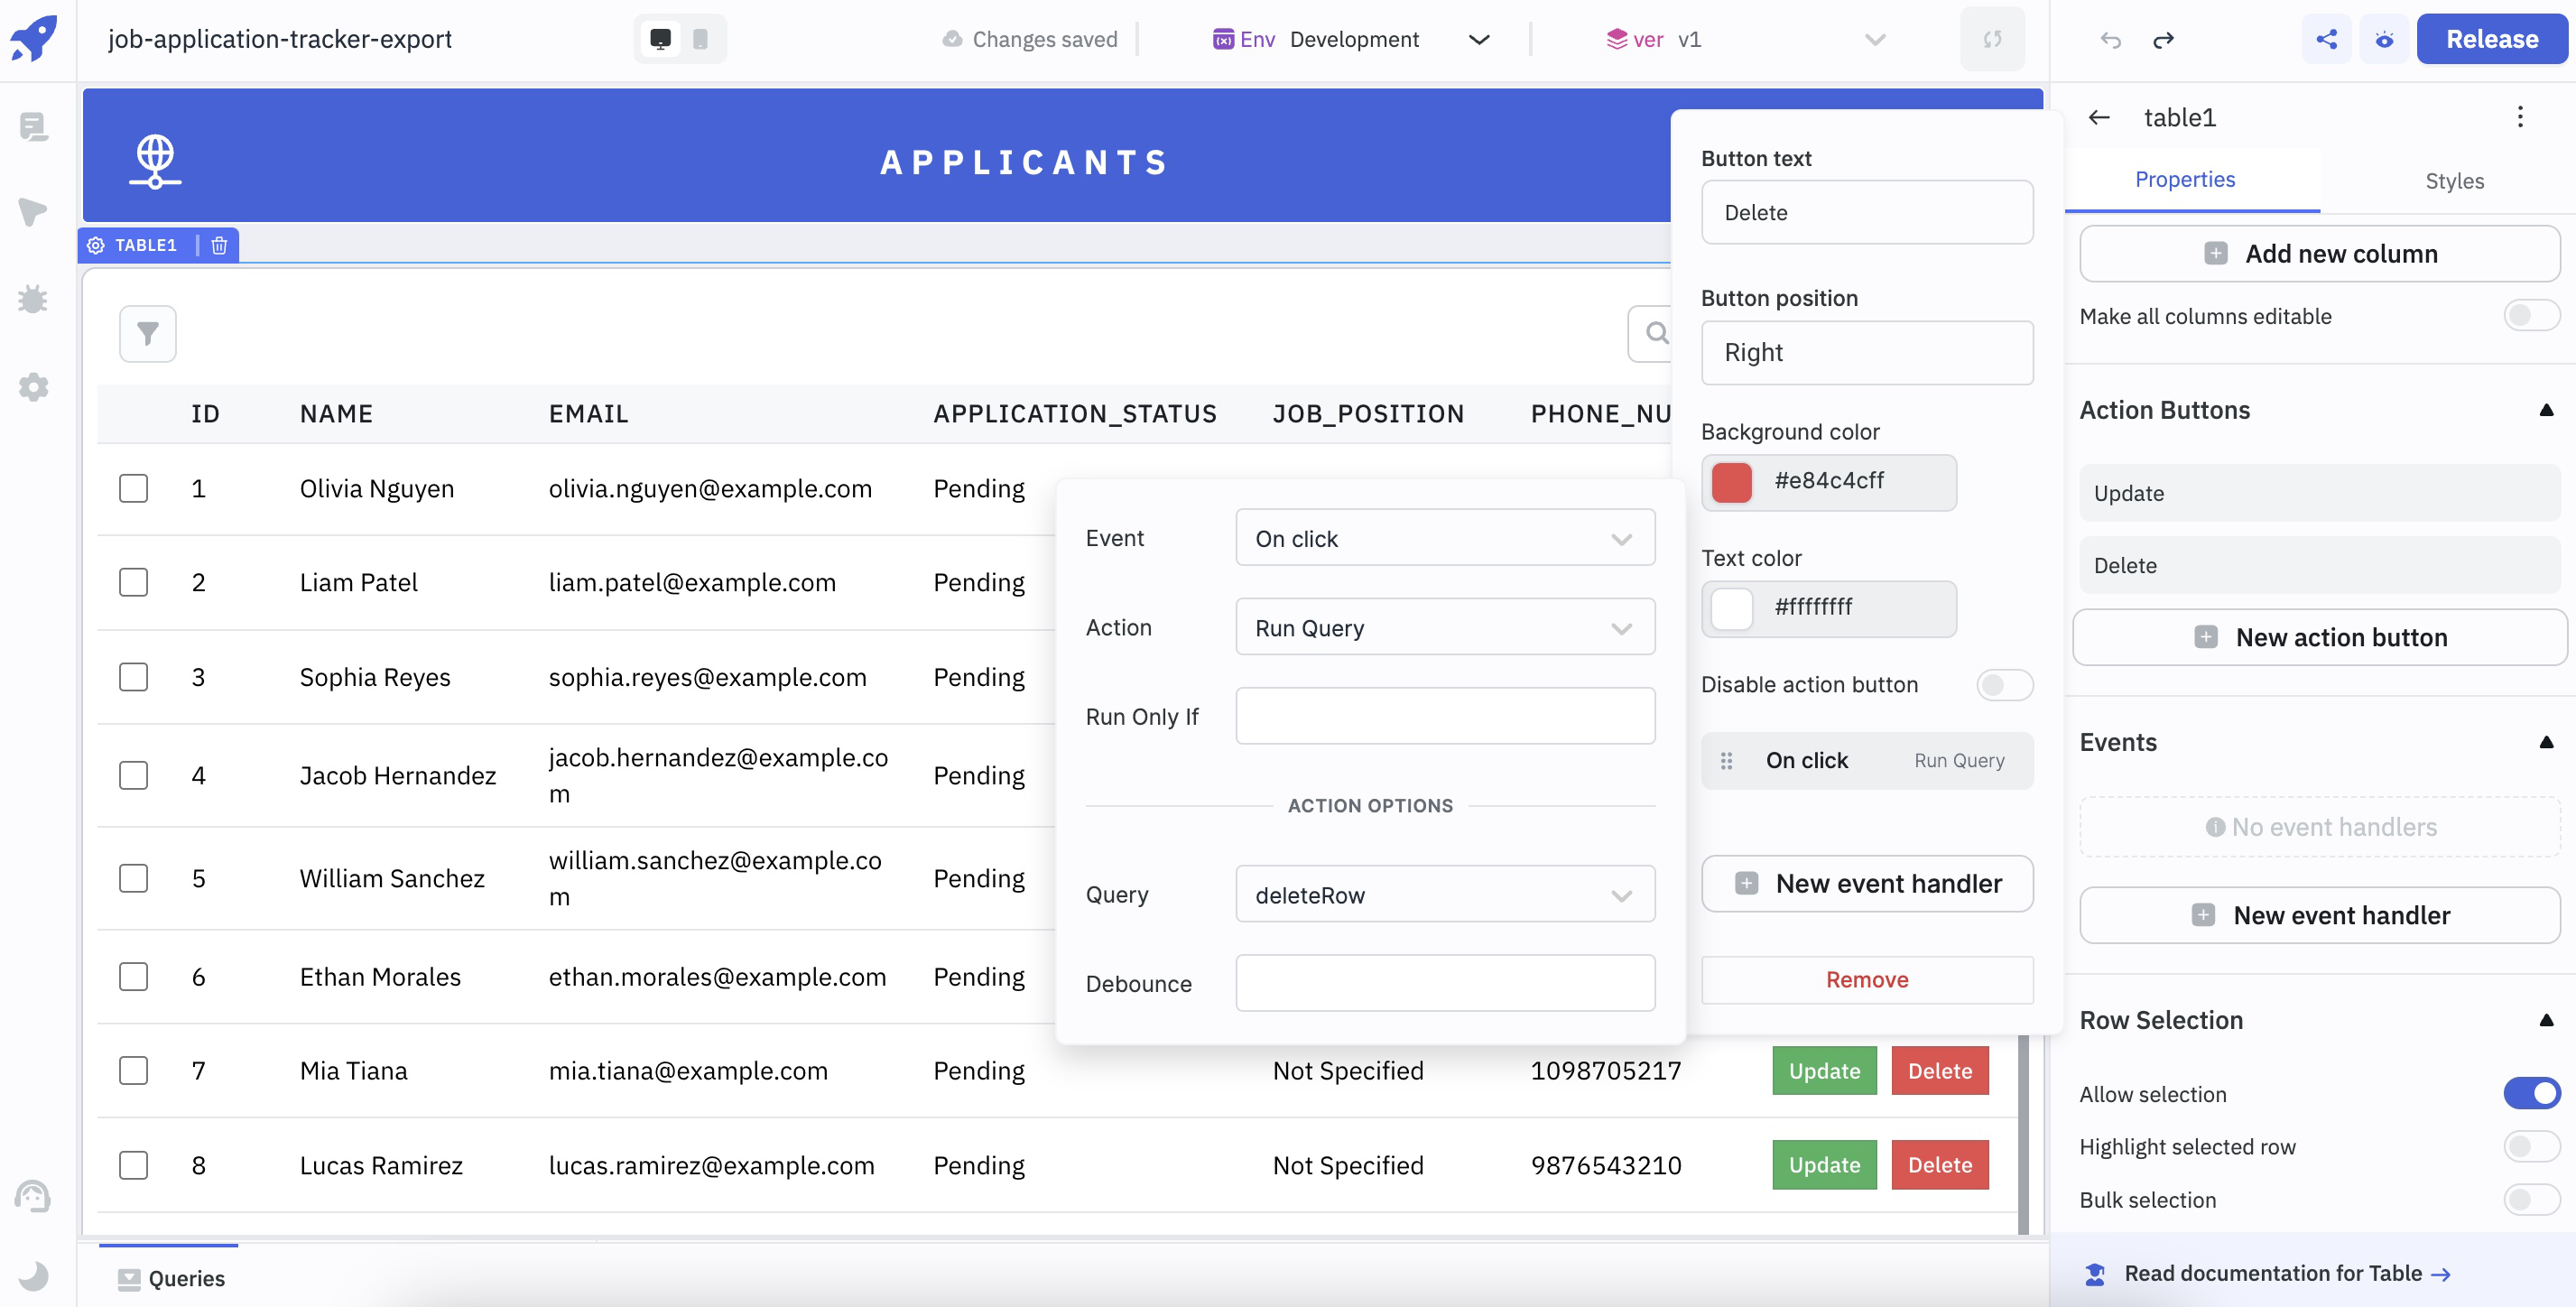 job-application-tracker-export
Changes saved
Env Development
ver v1
Release
APPLICANTS
TABLE1
ID NAME EMAIL APPLICATION_STATUS JOB_POSITION PHONE_NU
1 Olivia Nguyen olivia.nguyen@example.com Pending
2 Liam Patel liam.patel@example.com Pending
3 Sophia Reyes sophia.reyes@example.com Pending
4 Jacob Hernandez jacob.hernandez@example.co
m
Pending
5 William Sanchez william.sanchez@example.co
m
Pending
6 Ethan Morales ethan.morales@example.com Pending
7 Mia Tiana mia.tiana@example.com Pending Not Specified 1098705217 Update Delete
8 Lucas Ramirez lucas.ramirez@example.com Pending Not Specified 9876543210 Update Delete
Queries
Event On click
Action Run Query
Run Only If
ACTION OPTIONS
Query deleteRow
Debounce
Button text
Delete
Button position
Right
Background color
#e84c4cff
Text color
#ffffffff
Disable action button
On click Run Query
New event handler
Remove
table1
Properties Styles
Add new column
Make all columns editable
Action Buttons
Update
Delete
New action button
Events
No event handlers
New event handler
Row Selection
Allow selection
Highlight selected row
Bulk selection
Read documentation for Table